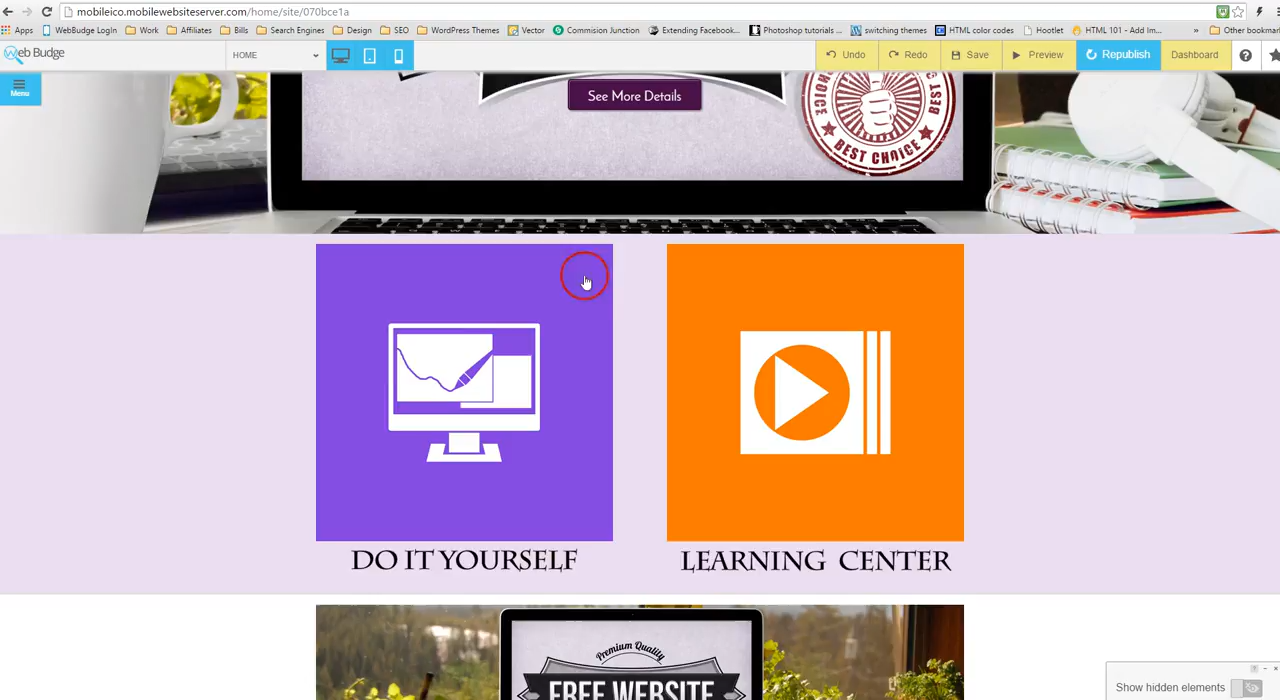 mobileico.mobilewebsiteserver.com/home/site/070bce1a
Apps WebBudge LogIn Work Affiliates Bills Search Engines Design SEO WordPress Themes Vector Commision Junction Extending Facebook... Photoshop tutorials ... switching themes HTML color codes Hootlet HTML 101 - Add Im... » Other bookmar
Web Budge HOME Undo Redo Save Preview Republish Dashboard ?
Menu
See More Details
CHOICE BEST
BEST CHOICE
DO IT YOURSELF LEARNING CENTER
Premium Quality
FREE WEBSITE
Show hidden elements